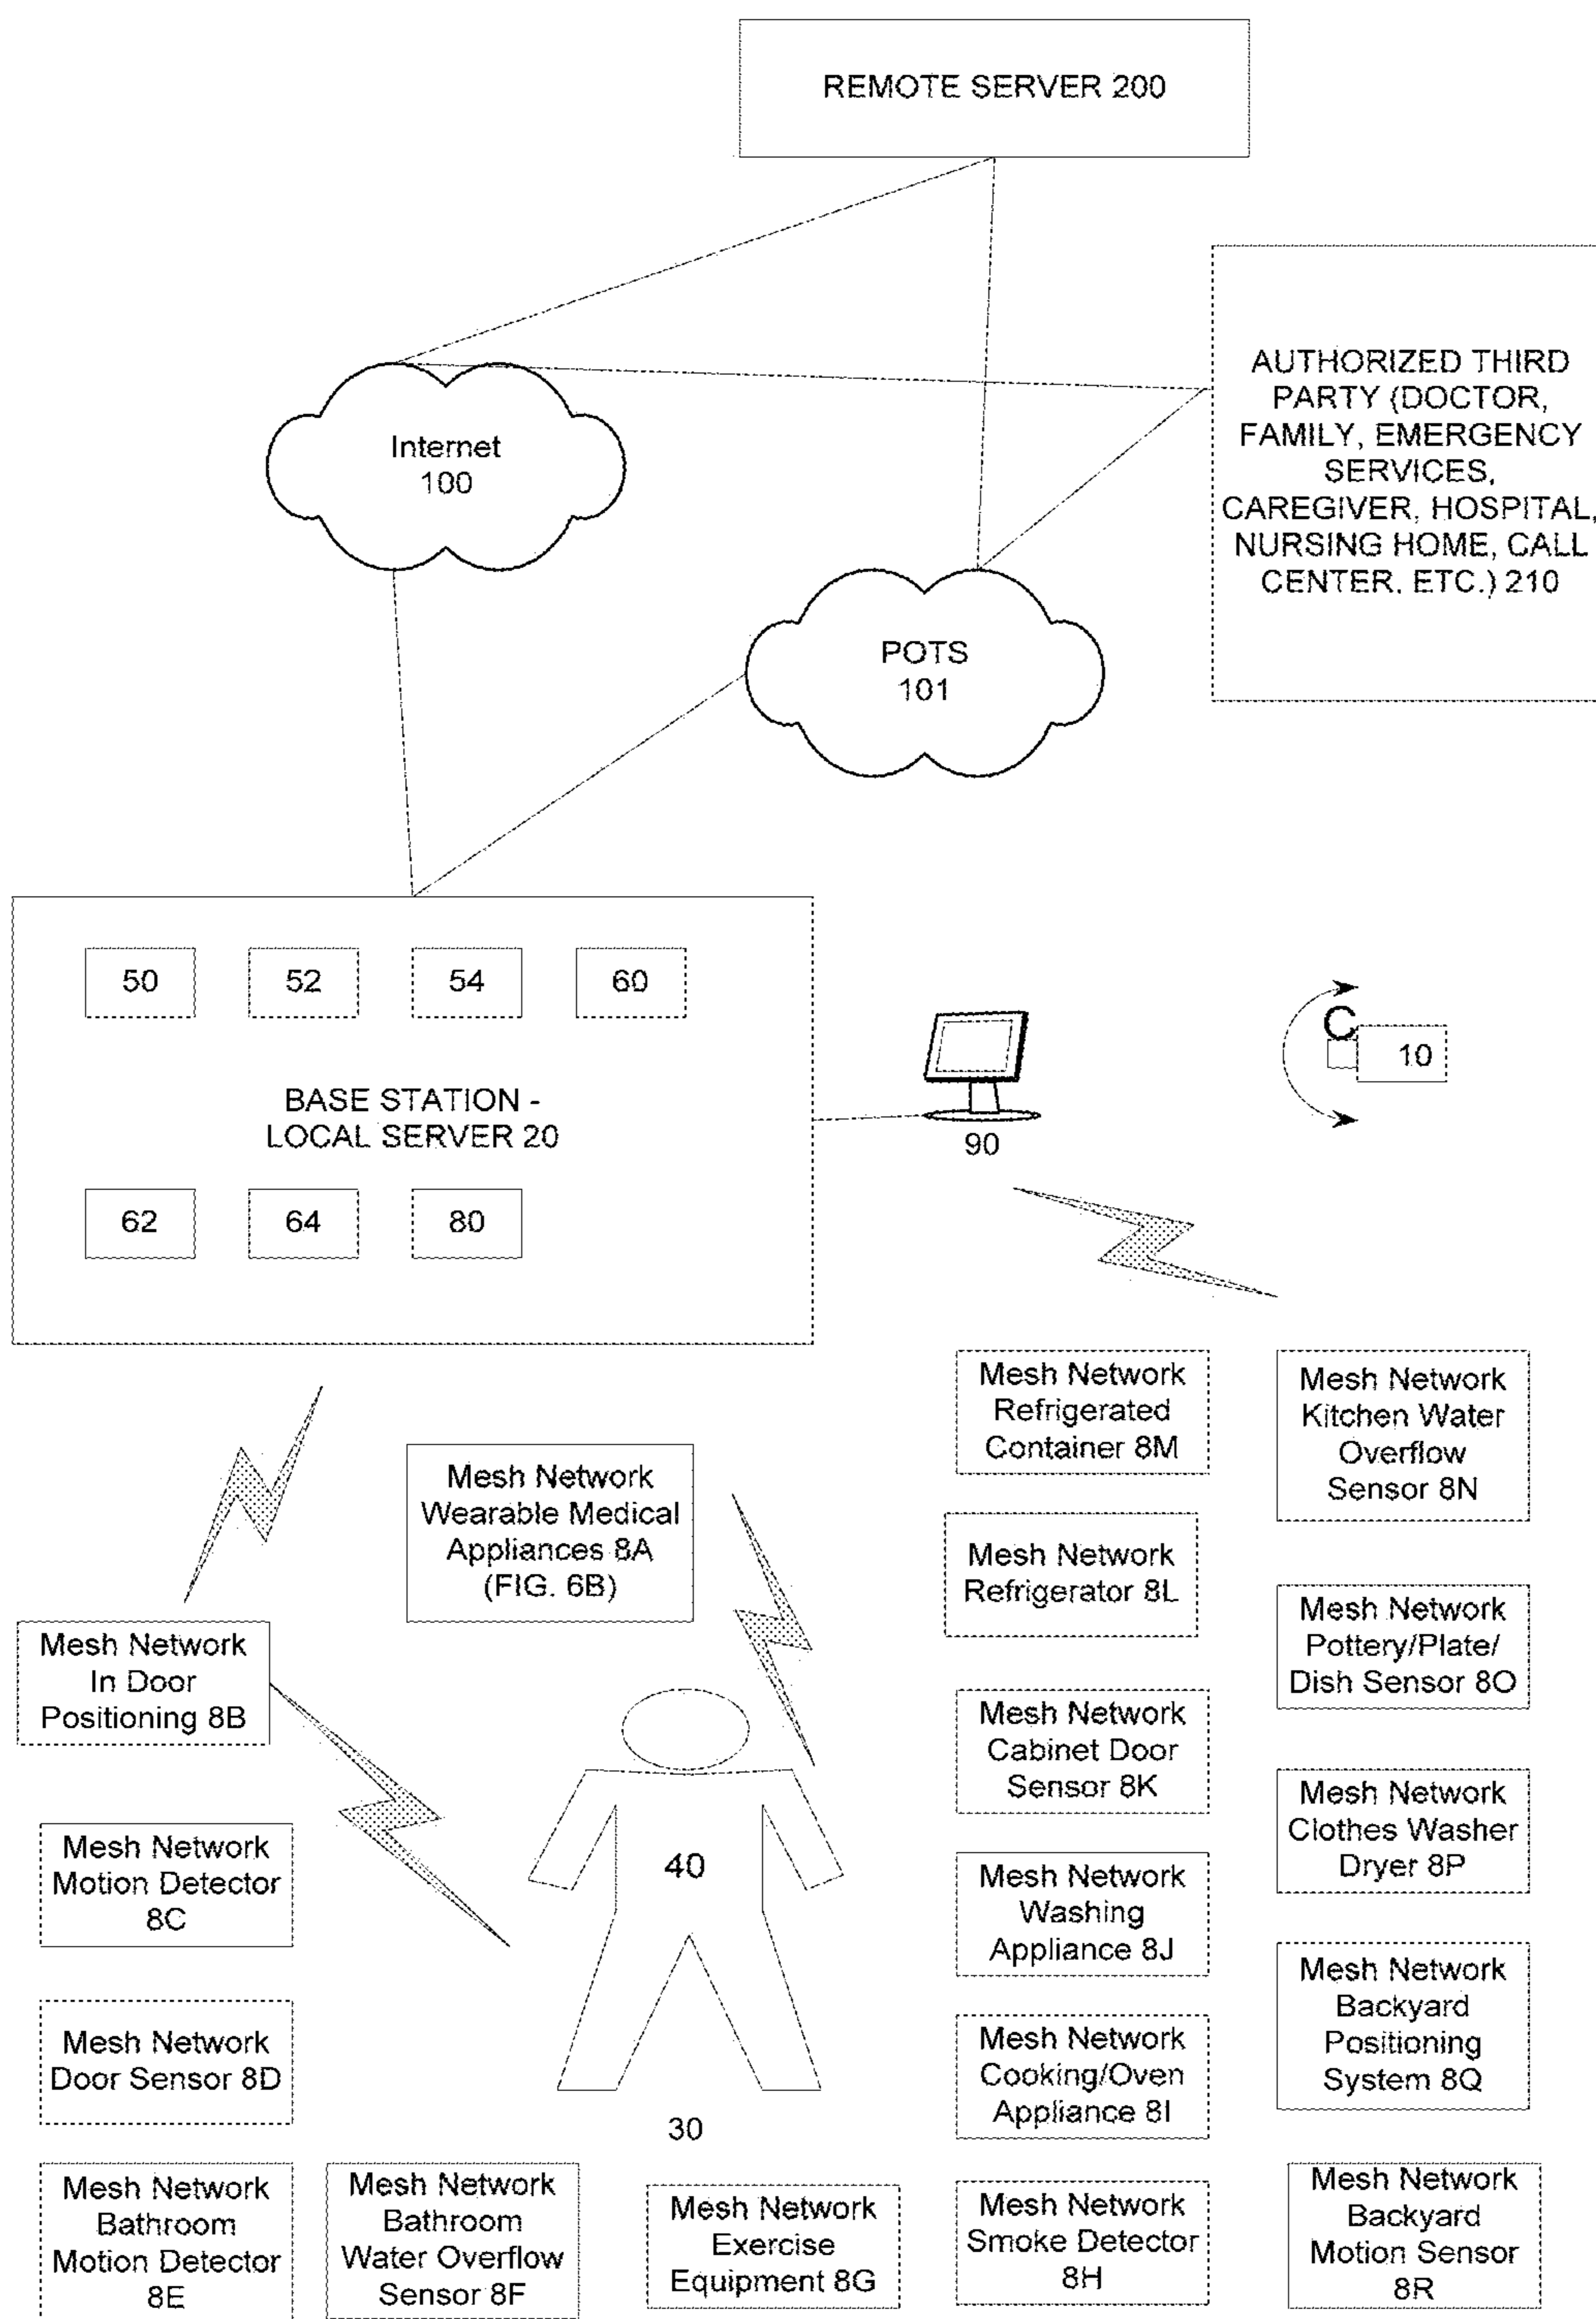 REMOTE SERVER 200
AUTHORIZED THIRD
PARTY (DOCTOR,
FAMILY, EMERGENCY
SERVICES,
CAREGIVER, HOSPITAL,
NURSING HOME, CALL
CENTER, ETC.) 210
Internet
100
POTS
101
50
52
54
60
BASE STATION -
LOCAL SERVER 20
62
64
80
90
C
10
Mesh Network
Wearable Medical
Appliances 8A
(FIG. 6B)
Mesh Network
In Door
Positioning 8B
Mesh Network
Motion Detector
8C
Mesh Network
Door Sensor 8D
Mesh Network
Bathroom
Motion Detector
8E
Mesh Network
Bathroom
Water Overflow
Sensor 8F
40
30
Mesh Network
Exercise
Equipment 8G
Mesh Network
Refrigerated
Container 8M
Mesh Network
Refrigerator 8L
Mesh Network
Cabinet Door
Sensor 8K
Mesh Network
Washing
Appliance 8J
Mesh Network
Cooking/Oven
Appliance 8I
Mesh Network
Smoke Detector
8H
Mesh Network
Kitchen Water
Overflow
Sensor 8N
Mesh Network
Pottery/Plate/
Dish Sensor 8O
Mesh Network
Clothes Washer
Dryer 8P
Mesh Network
Backyard
Positioning
System 8Q
Mesh Network
Backyard
Motion Sensor
8R